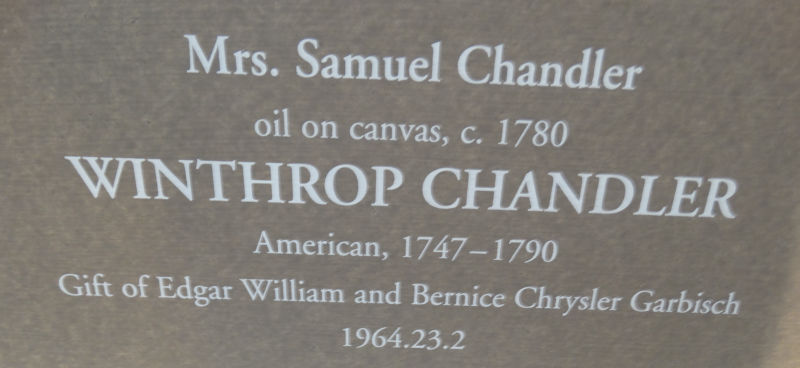 Mrs. Samuel Chandler
oil on canvas, c. 1780
WINTHROP CHANDLER
American, 1747–1790
Gift of Edgar William and Bernice Chrysler Garbisch
1964.23.2